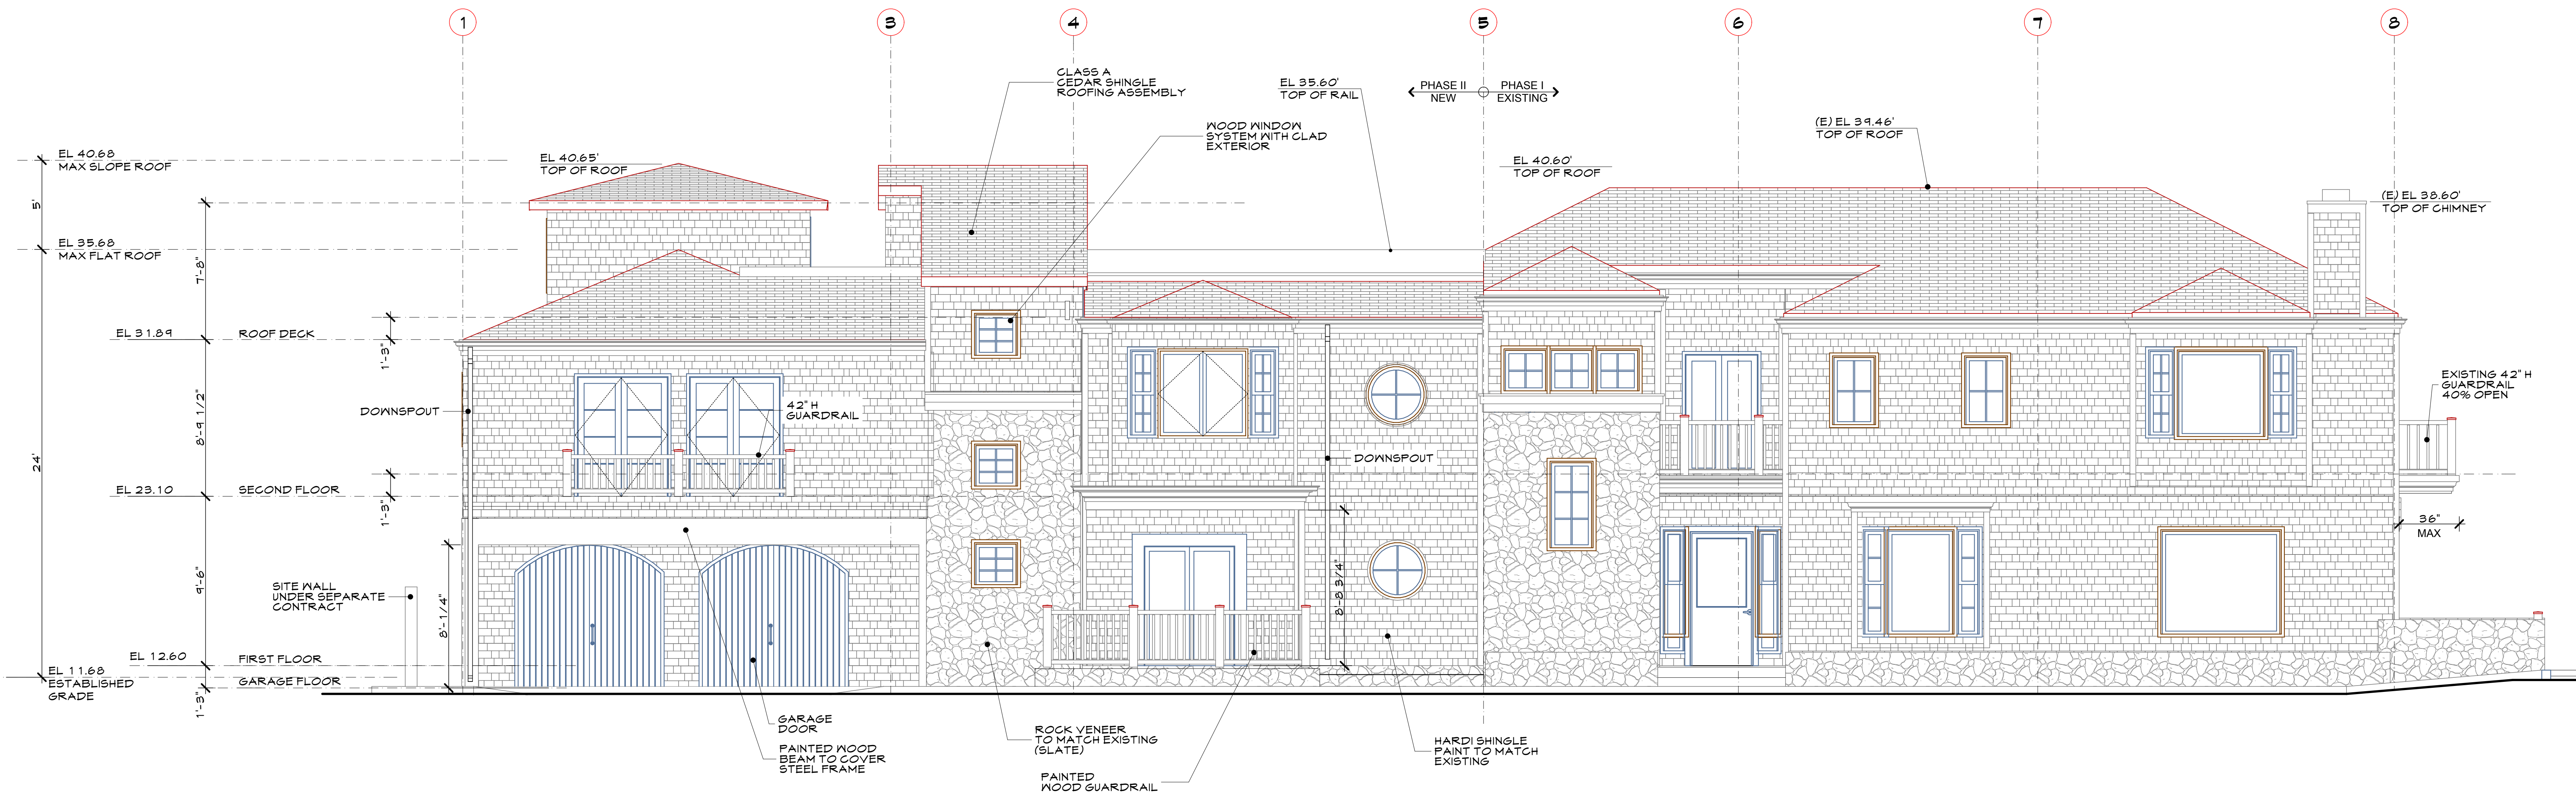 1
3
4
5
6
7
8
CLASS A
CEDAR SHINGLE
ROOFING ASSEMBLY
EL 35.60'
TOP OF RAIL
PHASE II
NEW
PHASE I
EXISTING
WOOD WINDOW
SYSTEM WITH CLAD
EXTERIOR
(E) EL 39.46'
TOP OF ROOF
EL 40.68
MAX SLOPE ROOF
EL 40.65'
TOP OF ROOF
EL 40.60'
TOP OF ROOF
(E) EL 38.60'
TOP OF CHIMNEY
5'
EL 35.68
MAX FLAT ROOF
7'-8"
EL 31.89
ROOF DECK
1'-3"
DOWNSPOUT
42" H
GUARDRAIL
EXISTING 42" H
GUARDRAIL
40% OPEN
8'-9 1/2"
24'
DOWNSPOUT
EL 23.10
SECOND FLOOR
1'-3"
36"
MAX
9'-6"
SITE WALL
UNDER SEPARATE
CONTRACT
8'-1/4"
8-8 3/4"
EL 12.60
FIRST FLOOR
EL 11.68
ESTABLISHED
GRADE
GARAGE FLOOR
1'-3"
GARAGE
DOOR
PAINTED WOOD
BEAM TO COVER
STEEL FRAME
ROCK VENEER
TO MATCH EXISTING
(SLATE)
PAINTED
WOOD GUARDRAIL
HARDI SHINGLE
PAINT TO MATCH
EXISTING